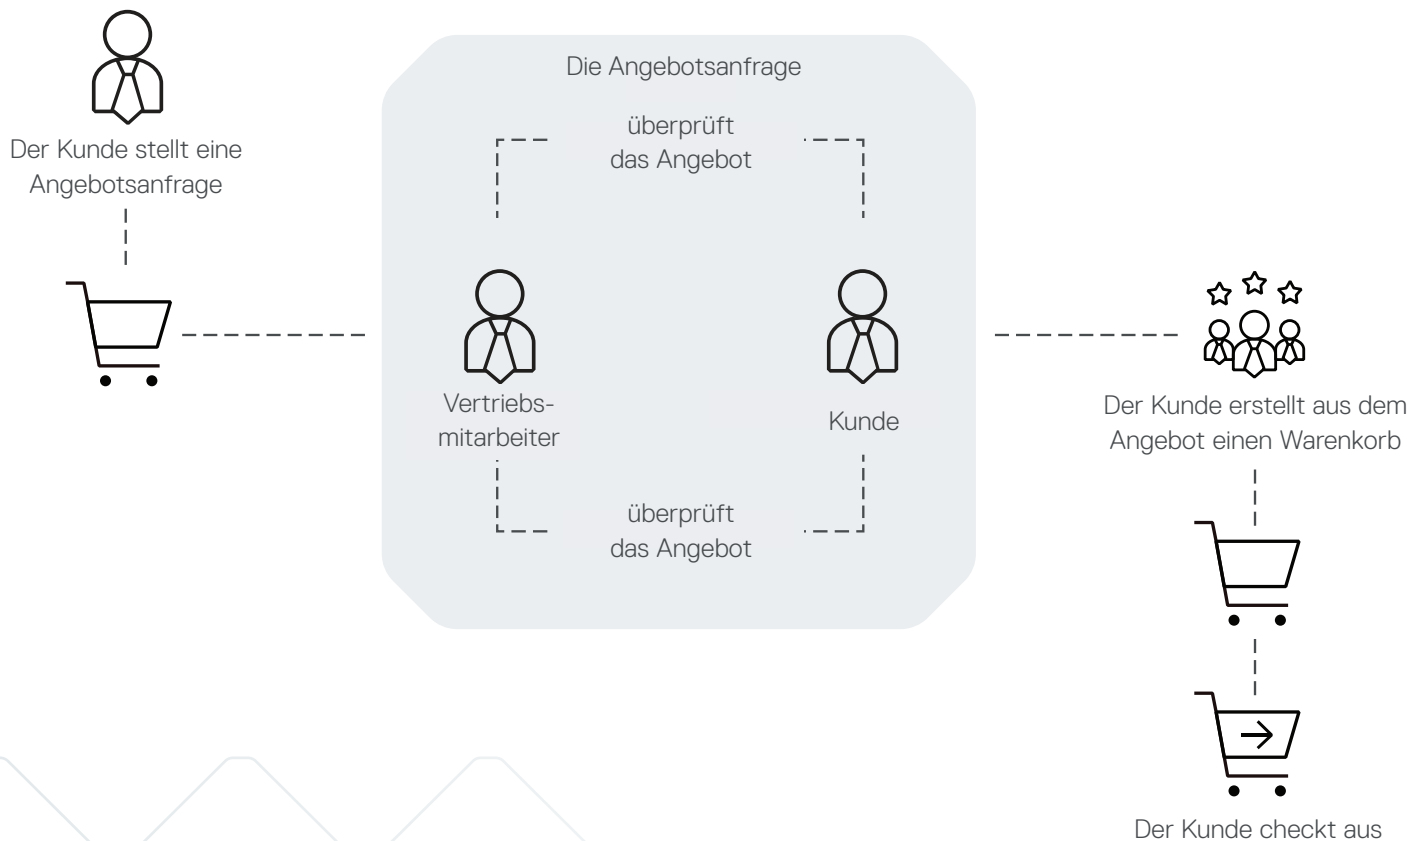 Der Kunde stellt eine
Angebotsanfrage
Die Angebotsanfrage
überprüft
das Angebot
Vertriebs-
mitarbeiter
Kunde
überprüft
das Angebot
Der Kunde erstellt aus dem
Angebot einen Warenkorb
Der Kunde checkt aus